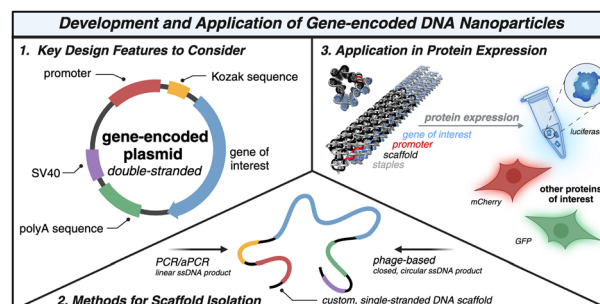 Development and Application of Gene-encoded DNA Nanoparticles
1. Key Design Features to Consider
promoter
Kozak sequence
gene-encoded
plasmid
double-stranded
gene of
interest
SV40
polyA sequence
3. Application in Protein Expression
protein expression
gene of interest
promoter
scaffold
staples
luciferase
mCherry
other proteins
of interest
GFP
PCR/aPCR
linear ssDNA product
phage-based
closed, circular ssDNA product
2. Methods for Scaffold Isolation
custom, single-stranded DNA scaffold